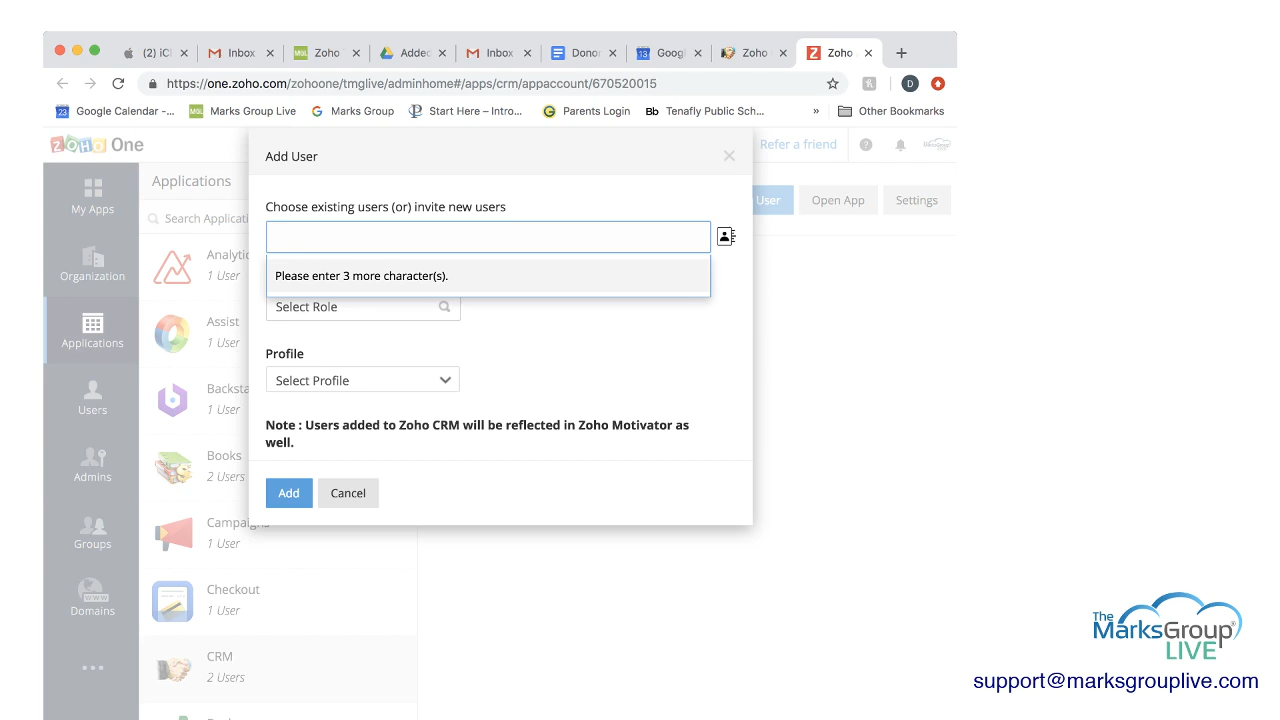 (2) iCl
Inbox
Zoho
Added
Inbox
Donor
Googl
Zoho
Zoho
https://one.zoho.com/zohoone/tmglive/adminhome#/apps/crm/appaccount/670520015
D
Google Calendar -...
Marks Group Live
Marks Group
Start Here – Intro...
Parents Login
Bb Tenafly Public Sch...
»
Other Bookmarks
ZOHO One
Refer a friend
My Apps
Organization
Applications
Users
Admins
Groups
Domains
Applications
Search Applicati
Analytic
1 User
Assist
1 User
Backsta
1 User
Books
2 Users
Campaigns
1 User
Checkout
1 User
CRM
2 Users
User
Open App
Settings
Add User
Choose existing users (or) invite new users
Please enter 3 more character(s).
Select Role
Profile
Select Profile
Note : Users added to Zoho CRM will be reflected in Zoho Motivator as
well.
Add
Cancel
The
MarksGroup®
LIVE
support@marksgrouplive.com